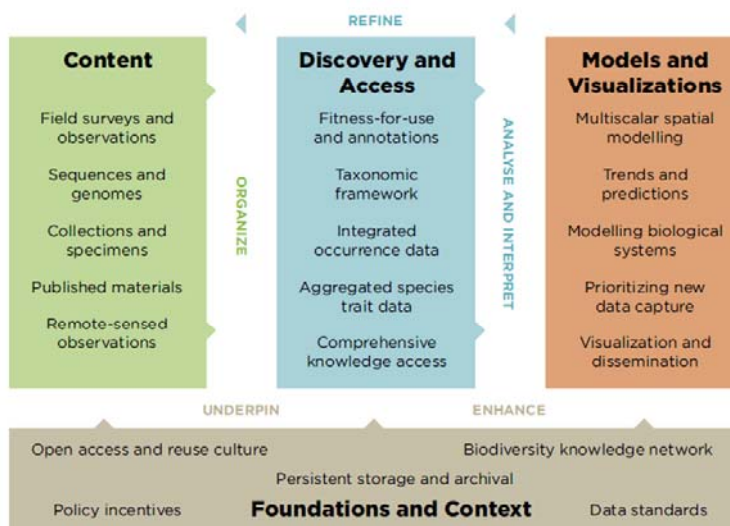 REFINE
Content
Field surveys and
observations
Sequences and
genomes
Collections and
specimens
Published materials
Remote-sensed
observations
ORGANIZE
Discovery and
Access
Fitness-for-use
and annotations
Taxonomic
framework
Integrated
occurrence data
Aggregated species
trait data
Comprehensive
knowledge access
ANALYSE AND INTERPRET
Models and
Visualizations
Multiscalar spatial
modelling
Trends and
predictions
Modelling biological
systems
Prioritizing new
data capture
Visualization and
dissemination
UNDERPIN
ENHANCE
Open access and reuse culture
Biodiversity knowledge network
Persistent storage and archival
Policy incentives
Foundations and Context
Data standards